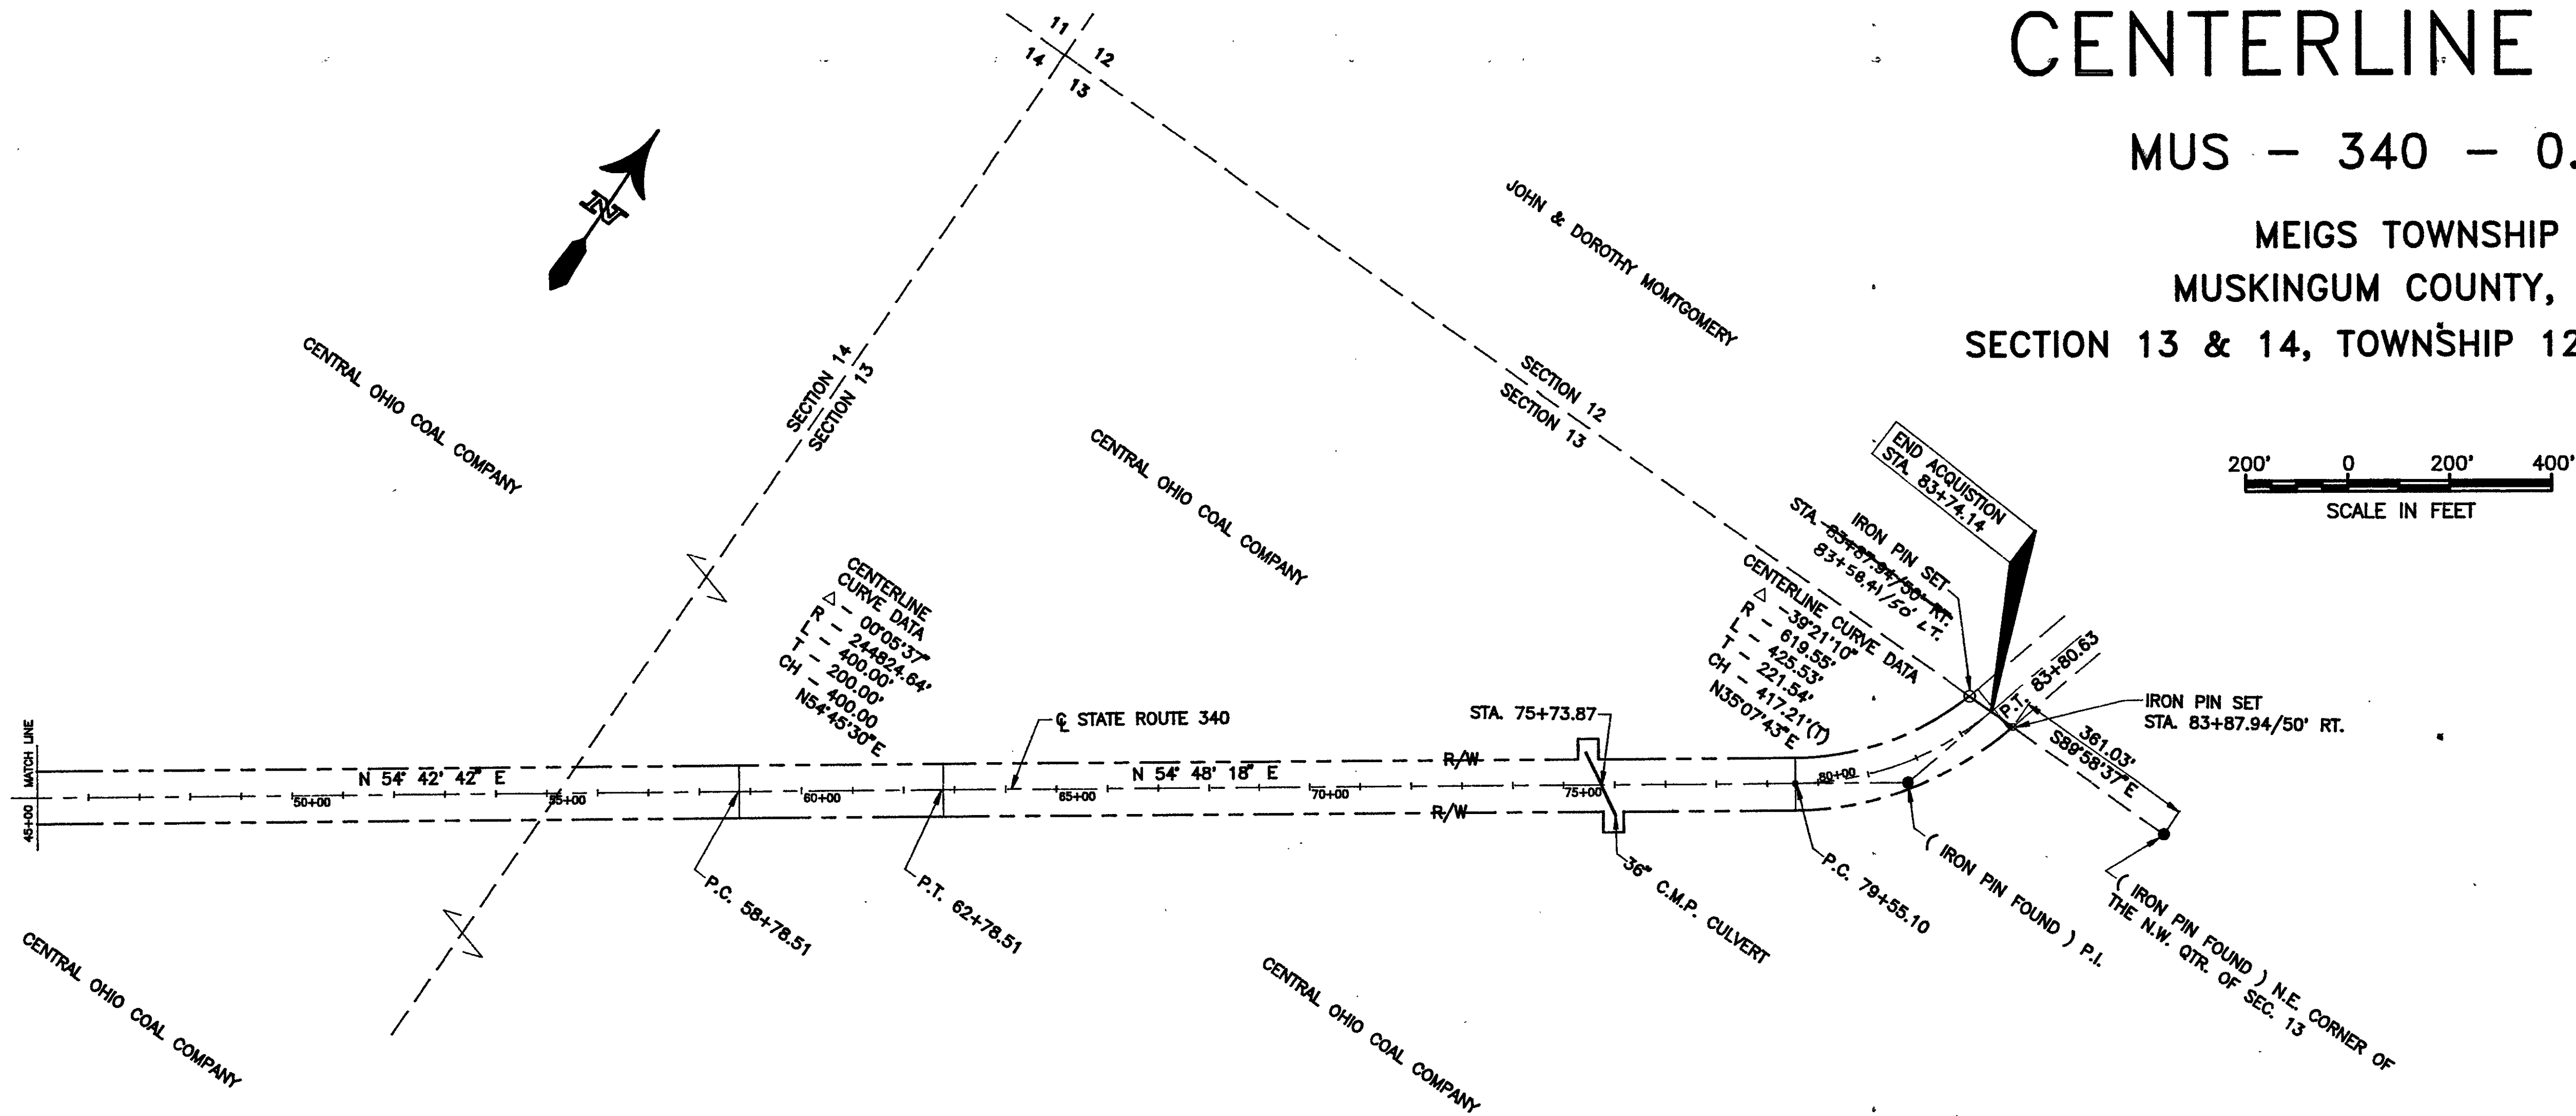 CENTERLINE
MUS - 340 - 0.
MEIGS TOWNSHIP
MUSKINGUM COUNTY,
SECTION 13 & 14, TOWNSHIP 12
200' 0 200' 400'
SCALE IN FEET
11
14 12
13
N
JOHN & DOROTHY MOMTGOMERY
CENTRAL OHIO COAL COMPANY
SECTION 14
SECTION 13
SECTION 12
SECTION 13
CENTRAL OHIO COAL COMPANY
END ACQUISTION
STA. 83+74.14
IRON PIN SET
STA. 83+87.94/50' RT.
83+58.41/50' LT.
CENTERLINE
CURVE DATA
△ - 00°05'37"
R - 244824.64'
L - 400.00'
T - 200.00'
CH - 400.00
N54°45'30"E
CENTERLINE CURVE DATA
△ -39°21'10"
R - 619.55'
L - 425.53'
T - 221.54'
CH - 417.21'(T)
N35°07'43"E
P.T. 83+80.63
IRON PIN SET
STA. 83+87.94/50' RT.
361.03'
S89°58'37"E
℄ STATE ROUTE 340
STA. 75+73.87
R/W
R/W
45+00 MATCH LINE
N 54° 42' 42" E
N 54° 48' 18" E
50+00
55+00
60+00
65+00
70+00
75+00
80+00
P.C. 58+78.51
P.T. 62+78.51
36" C.M.P. CULVERT
P.C. 79+55.10
( IRON PIN FOUND ) P.I.
( IRON PIN FOUND ) N.E. CORNER OF
THE N.W. QTR. OF SEC. 13
CENTRAL OHIO COAL COMPANY
CENTRAL OHIO COAL COMPANY